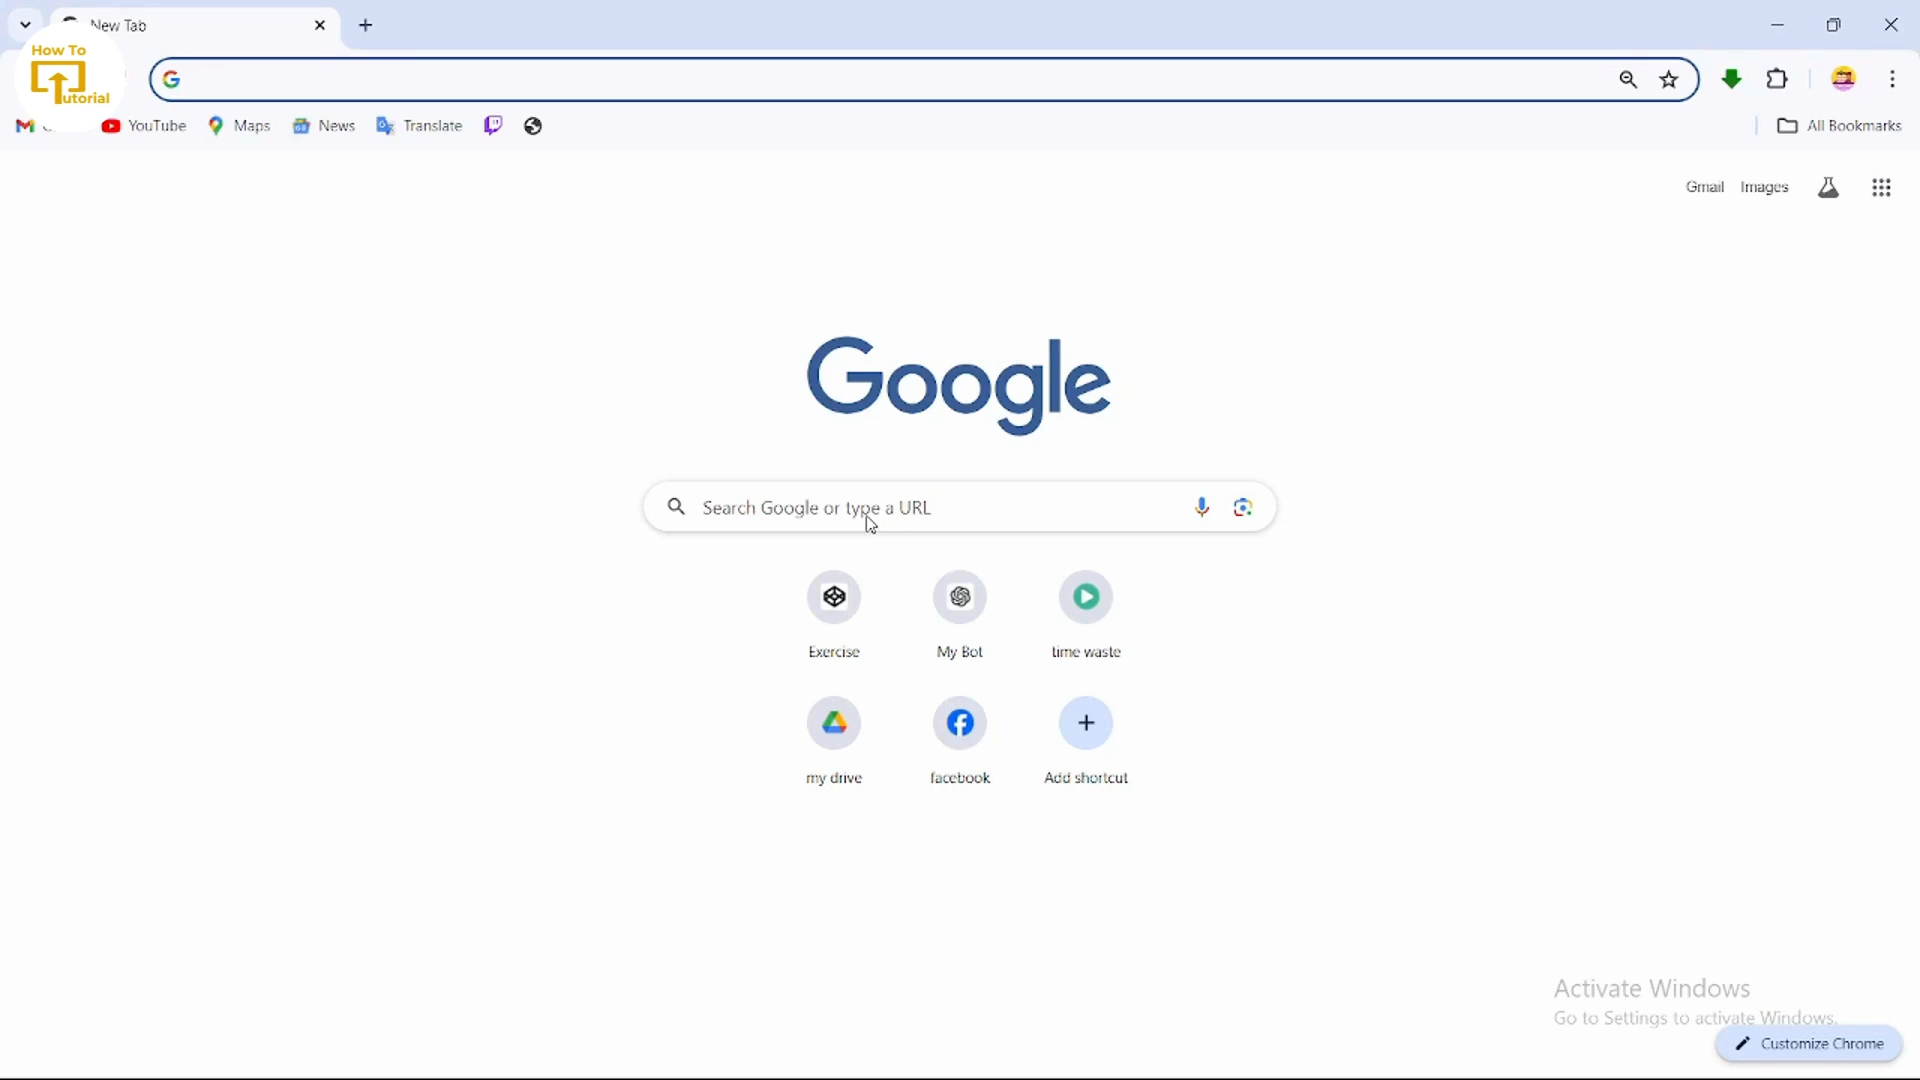 New Tab
How To
utorial
YouTube
Maps
News
Translate
All Bookmarks
Gmail
Images
Google
Search Google or type a URL
Exercise
My Bot
time waste
my drive
facebook
Add shortcut
Activate Windows
Go to Settings to activate Windows.
Customize Chrome